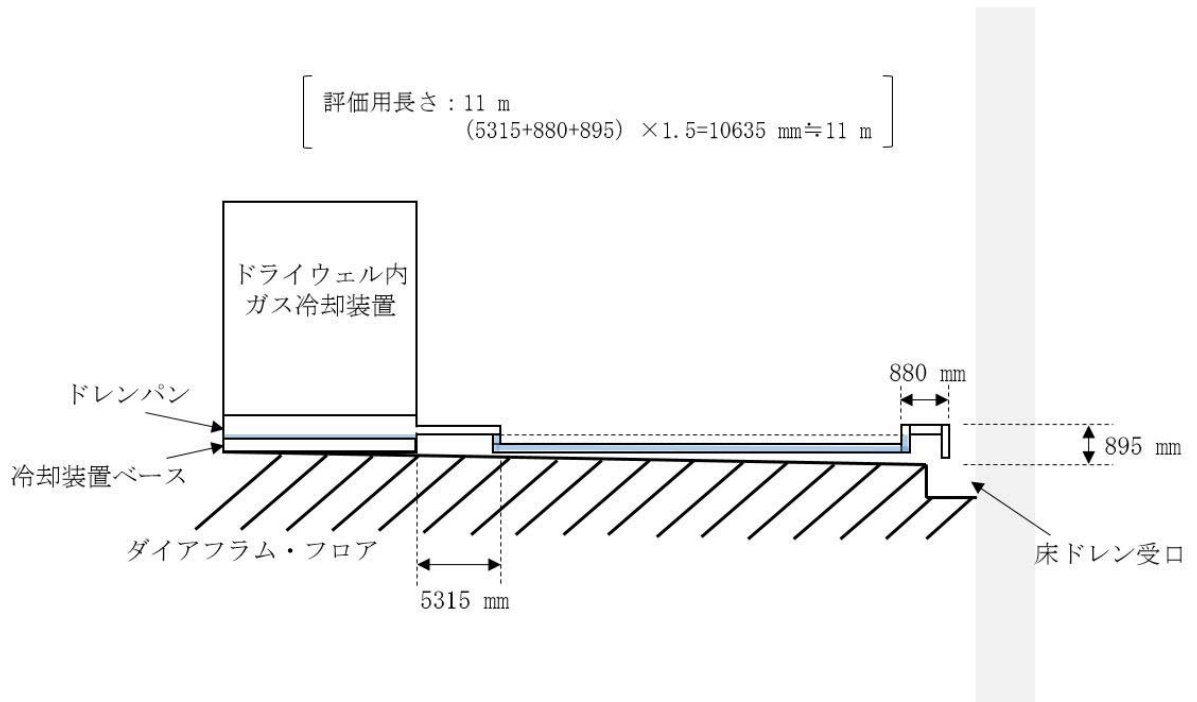 評価用長さ：11 m
(5315+880+895) ×1.5=10635 mm≒11 m
ドライウェル内
ガス冷却装置
880 mm
ドレンパン
895 mm
冷却装置ベース
ダイアフラム・フロア
床ドレン受口
5315 mm